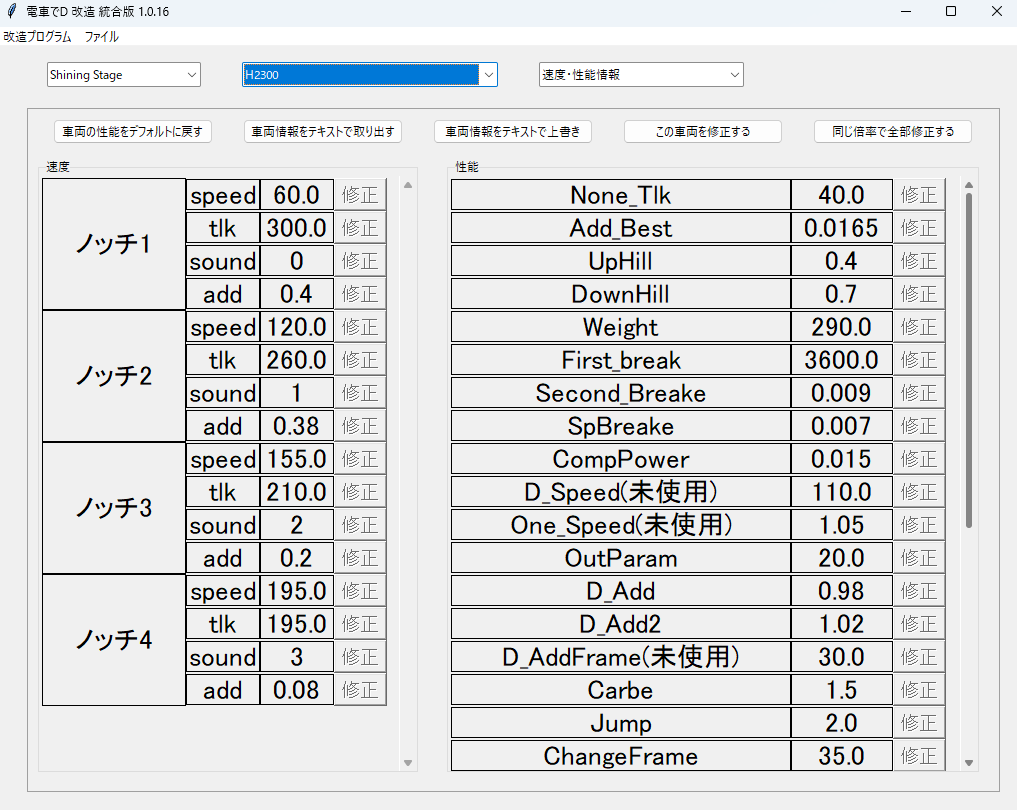 電車でD 改造 統合版 1.0.16
改造プログラム ファイル
Shining Stage H2300 速度・性能情報
車両の性能をデフォルトに戻す 車両情報をテキストで取り出す 車両情報をテキストで上書き この車両を修正する 同じ倍率で全部修正する
速度
ノッチ1
speed 60.0 修正
tlk 300.0 修正
sound 0 修正
add 0.4 修正
ノッチ2
speed 120.0 修正
tlk 260.0 修正
sound 1 修正
add 0.38 修正
ノッチ3
speed 155.0 修正
tlk 210.0 修正
sound 2 修正
add 0.2 修正
ノッチ4
speed 195.0 修正
tlk 195.0 修正
sound 3 修正
add 0.08 修正
性能
None_Tlk 40.0 修正
Add_Best 0.0165 修正
UpHill 0.4 修正
DownHill 0.7 修正
Weight 290.0 修正
First_break 3600.0 修正
Second_Breake 0.009 修正
SpBreake 0.007 修正
CompPower 0.015 修正
D_Speed(未使用) 110.0 修正
One_Speed(未使用) 1.05 修正
OutParam 20.0 修正
D_Add 0.98 修正
D_Add2 1.02 修正
D_AddFrame(未使用) 30.0 修正
Carbe 1.5 修正
Jump 2.0 修正
ChangeFrame 35.0 修正